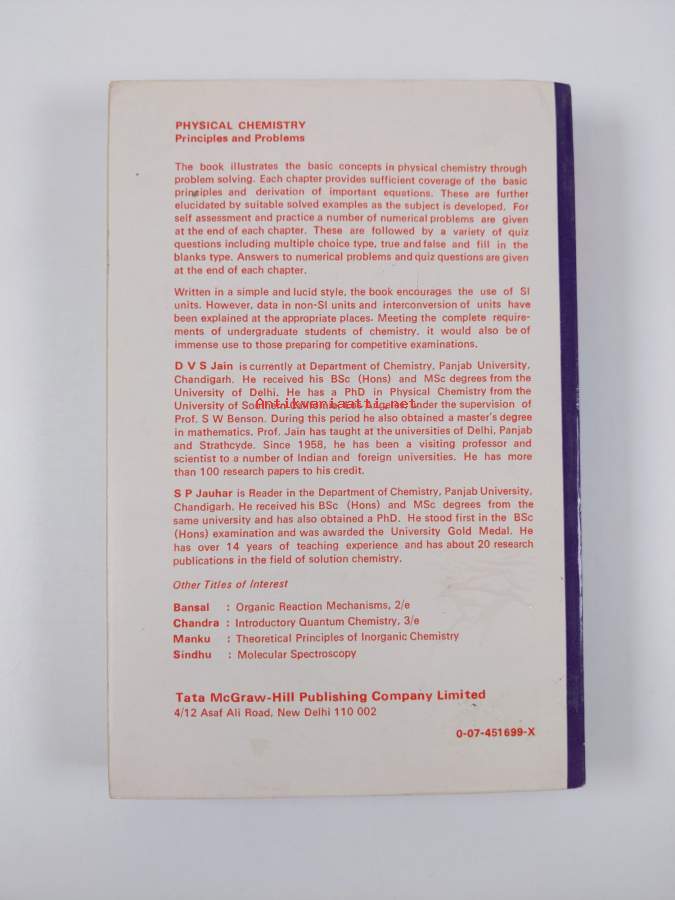 PHYSICAL CHEMISTRY
Principles and Problems
The book illustrates the basic concepts in physical chemistry through
problem solving. Each chapter provides sufficient coverage of the basic
principles and derivation of important equations. These are further
elucidated by suitable solved examples as the subject is developed. For
self assessment and practice a number of numerical problems are given
at the end of each chapter. These are followed by a variety of quiz
questions including multiple choice type, true and false and fill in the
blanks type. Answers to numerical problems and quiz questions are given
at the end of each chapter.
Written in a simple and lucid style, the book encourages the use of SI
units. However, data in non-SI units and interconversion of units have
been explained at the appropriate places. Meeting the complete require-
ments of undergraduate students of chemistry, it would also be of
immense use to those preparing for competitive examinations.
D V S Jain is currently at Department of Chemistry, Panjab University,
Chandigarh. He received his BSc (Hons) and MSc degrees from the
University of Delhi. He has a PhD in Physical Chemistry from the
Antikvariaatti.net
University of under the supervision of
Prof. S W Benson. During this period he also obtained a master's degree
in mathematics. Prof. Jain has taught at the universities of Delhi, Panjab
and Strathcyde. Since 1958, he has been a visiting professor and
scientist to a number of Indian and foreign universities. He has more
than 100 research papers to his credit.
S P Jauhar is Reader in the Department of Chemistry, Panjab University,
Chandigarh. He received his BSc (Hons) and MSc degrees from the
same university and has also obtained a PhD. He stood first in the BSc
(Hons) examination and was awarded the University Gold Medal. He
has over 14 years of teaching experience and has about 20 research
publications in the field of solution chemistry.
Other Titles of Interest
Bansal : Organic Reaction Mechanisms, 2/e
Chandra : Introductory Quantum Chemistry, 3/e
Manku : Theoretical Principles of Inorganic Chemistry
Sindhu : Molecular Spectroscopy
Tata McGraw-Hill Publishing Company Limited
4/12 Asaf Ali Road, New Delhi 110 002
0-07-451699-X